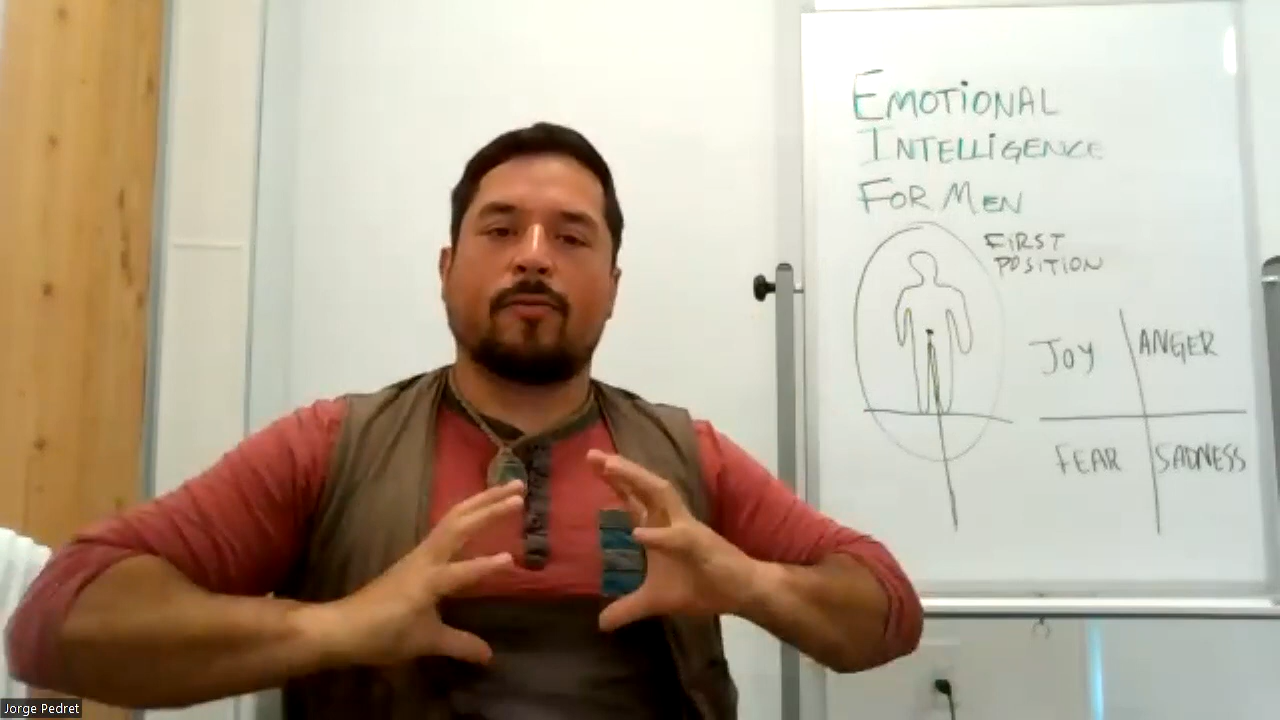 EMOTIONAL
INTELLIGENCE
FOR MEN
FIRST
POSITION
JOY
ANGER
FEAR
SADNESS
Jorge Pedret